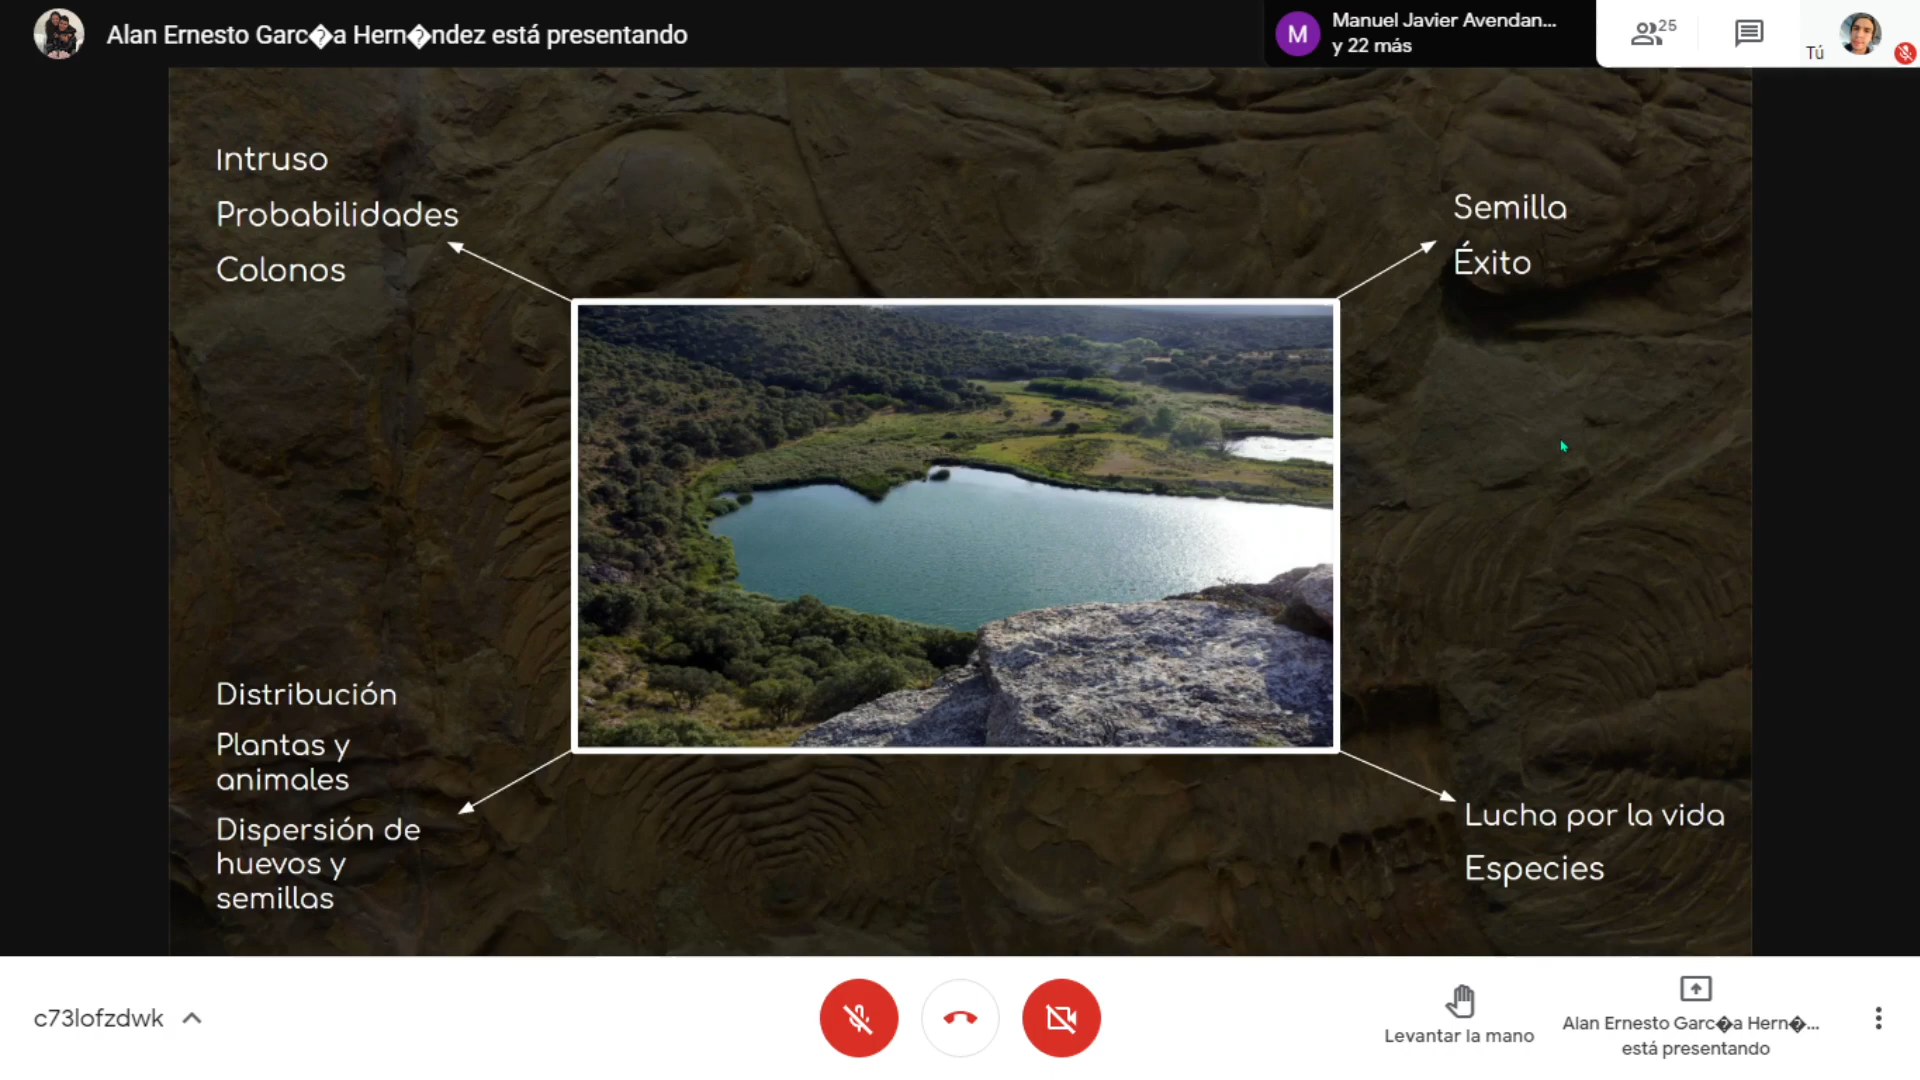 Alan Ernesto Garc�a Hern�ndez está presentando
M
Manuel Javier Avendan...
y 22 más
25
Tú
Intruso
Probabilidades
Colonos
Semilla
Éxito
Distribución
Plantas y
animales
Dispersión de
huevos y
semillas
Lucha por la vida
Especies
c73lofzdwk
Levantar la mano
Alan Ernesto Garc�a Hern�...
está presentando